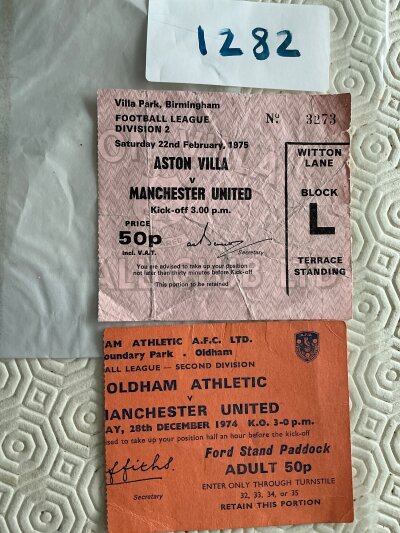 1282
Villa Park, Birmingham
FOOTBALL LEAGUE
DIVISION 2
Nº 3273
Saturday 22nd February, 1975
ASTON VILLA
v
MANCHESTER UNITED
Kick-off 3.00 p.m.
PRICE
50p
incl. V.A.T.
Secretary
You are advised to take up your position
not later than thirty minutes before Kick-off
This portion to be retained
WITTON
LANE
BLOCK
L
TERRACE
STANDING
AM ATHLETIC A.F.C. LTD.
oundary Park . Oldham
BALL LEAGUE — SECOND DIVISION
OLDHAM ATHLETIC
v
MANCHESTER UNITED
AY, 28th DECEMBER 1974 K.O. 3-0 p.m.
ised to take up your position half an hour before the kick-off
Ford Stand Paddock
ADULT 50p
Secretary
ENTER ONLY THROUGH TURNSTILE
32, 33, 34, or 35
RETAIN THIS PORTION